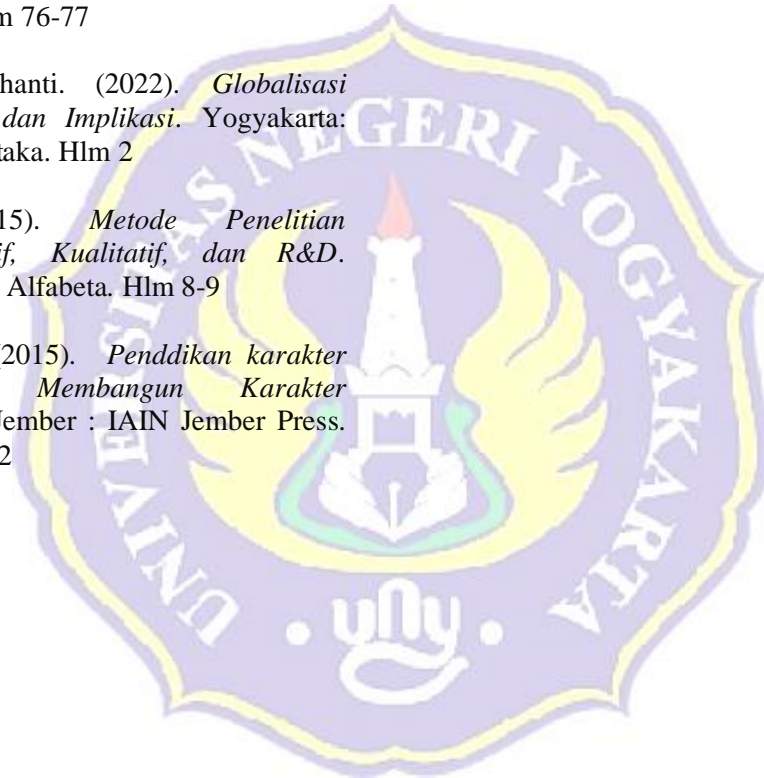 m 76-77
hanti. (2022). Globalisasi
dan Implikasi. Yogyakarta:
taka. Hlm 2
15). Metode Penelitian
if, Kualitatif, dan R&D.
Alfabeta. Hlm 8-9
2015). Penddikan karakter
Membangun Karakter
Jember : IAIN Jember Press.
2
UNIVERSITAS NEGERI YOGYAKARTA
uny